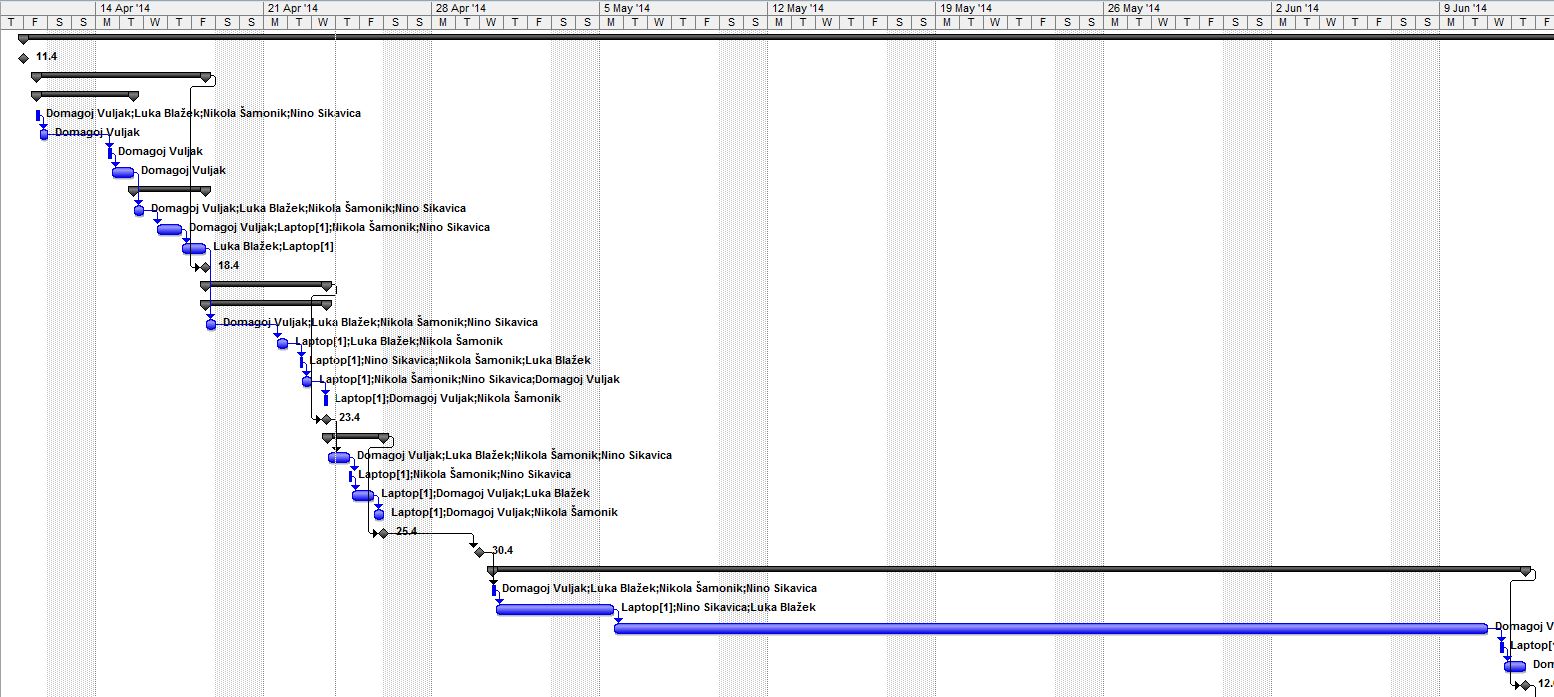 14 Apr '14 21 Apr '14 28 Apr '14 5 May '14 12 May '14 19 May '14 26 May '14 2 Jun '14 9 Jun '14
T F S S M T W T F S S M T W T F S S M T W T F S S M T W T F S S M T W T F S S M T W T F S S M T W T F S S M T W T F S S M T W T F
11.4
Domagoj Vuljak;Luka Blažek;Nikola Šamonik;Nino Sikavica
Domagoj Vuljak
Domagoj Vuljak
Domagoj Vuljak
Domagoj Vuljak;Luka Blažek;Nikola Šamonik;Nino Sikavica
Domagoj Vuljak;Laptop[1];Nikola Šamonik;Nino Sikavica
Luka Blažek;Laptop[1]
18.4
Domagoj Vuljak;Luka Blažek;Nikola Šamonik;Nino Sikavica
Laptop[1];Luka Blažek;Nikola Šamonik
Laptop[1];Nino Sikavica;Nikola Šamonik;Luka Blažek
Laptop[1];Nikola Šamonik;Nino Sikavica;Domagoj Vuljak
Laptop[1];Domagoj Vuljak;Nikola Šamonik
23.4
Domagoj Vuljak;Luka Blažek;Nikola Šamonik;Nino Sikavica
Laptop[1];Nikola Šamonik;Nino Sikavica
Laptop[1];Domagoj Vuljak;Luka Blažek
Laptop[1];Domagoj Vuljak;Nikola Šamonik
25.4
30.4
Domagoj Vuljak;Luka Blažek;Nikola Šamonik;Nino Sikavica
Laptop[1];Nino Sikavica;Luka Blažek
Domagoj V
Laptop[
Dom
12.